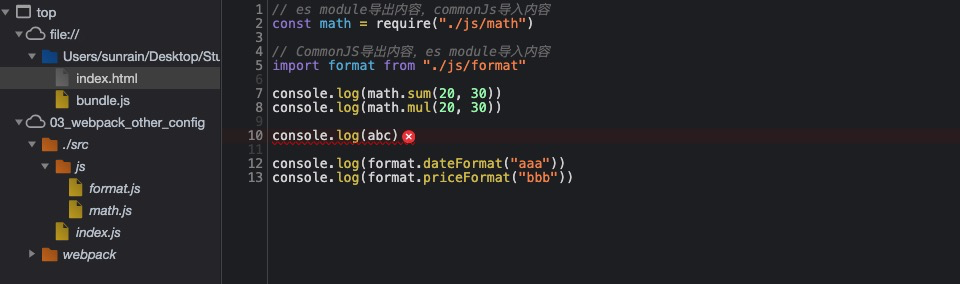 top
file://
Users/sunrain/Desktop/Stu
index.html
bundle.js
03_webpack_other_config
./src
js
format.js
math.js
index.js
webpack
1 // es module导出内容，commonJs导入内容
2 const math = require("./js/math")
3
4 // CommonJS导出内容，es module导入内容
5 import format from "./js/format"
6
7 console.log(math.sum(20, 30))
8 console.log(math.mul(20, 30))
9
10 console.log(abc)
11
12 console.log(format.dateFormat("aaa"))
13 console.log(format.priceFormat("bbb"))